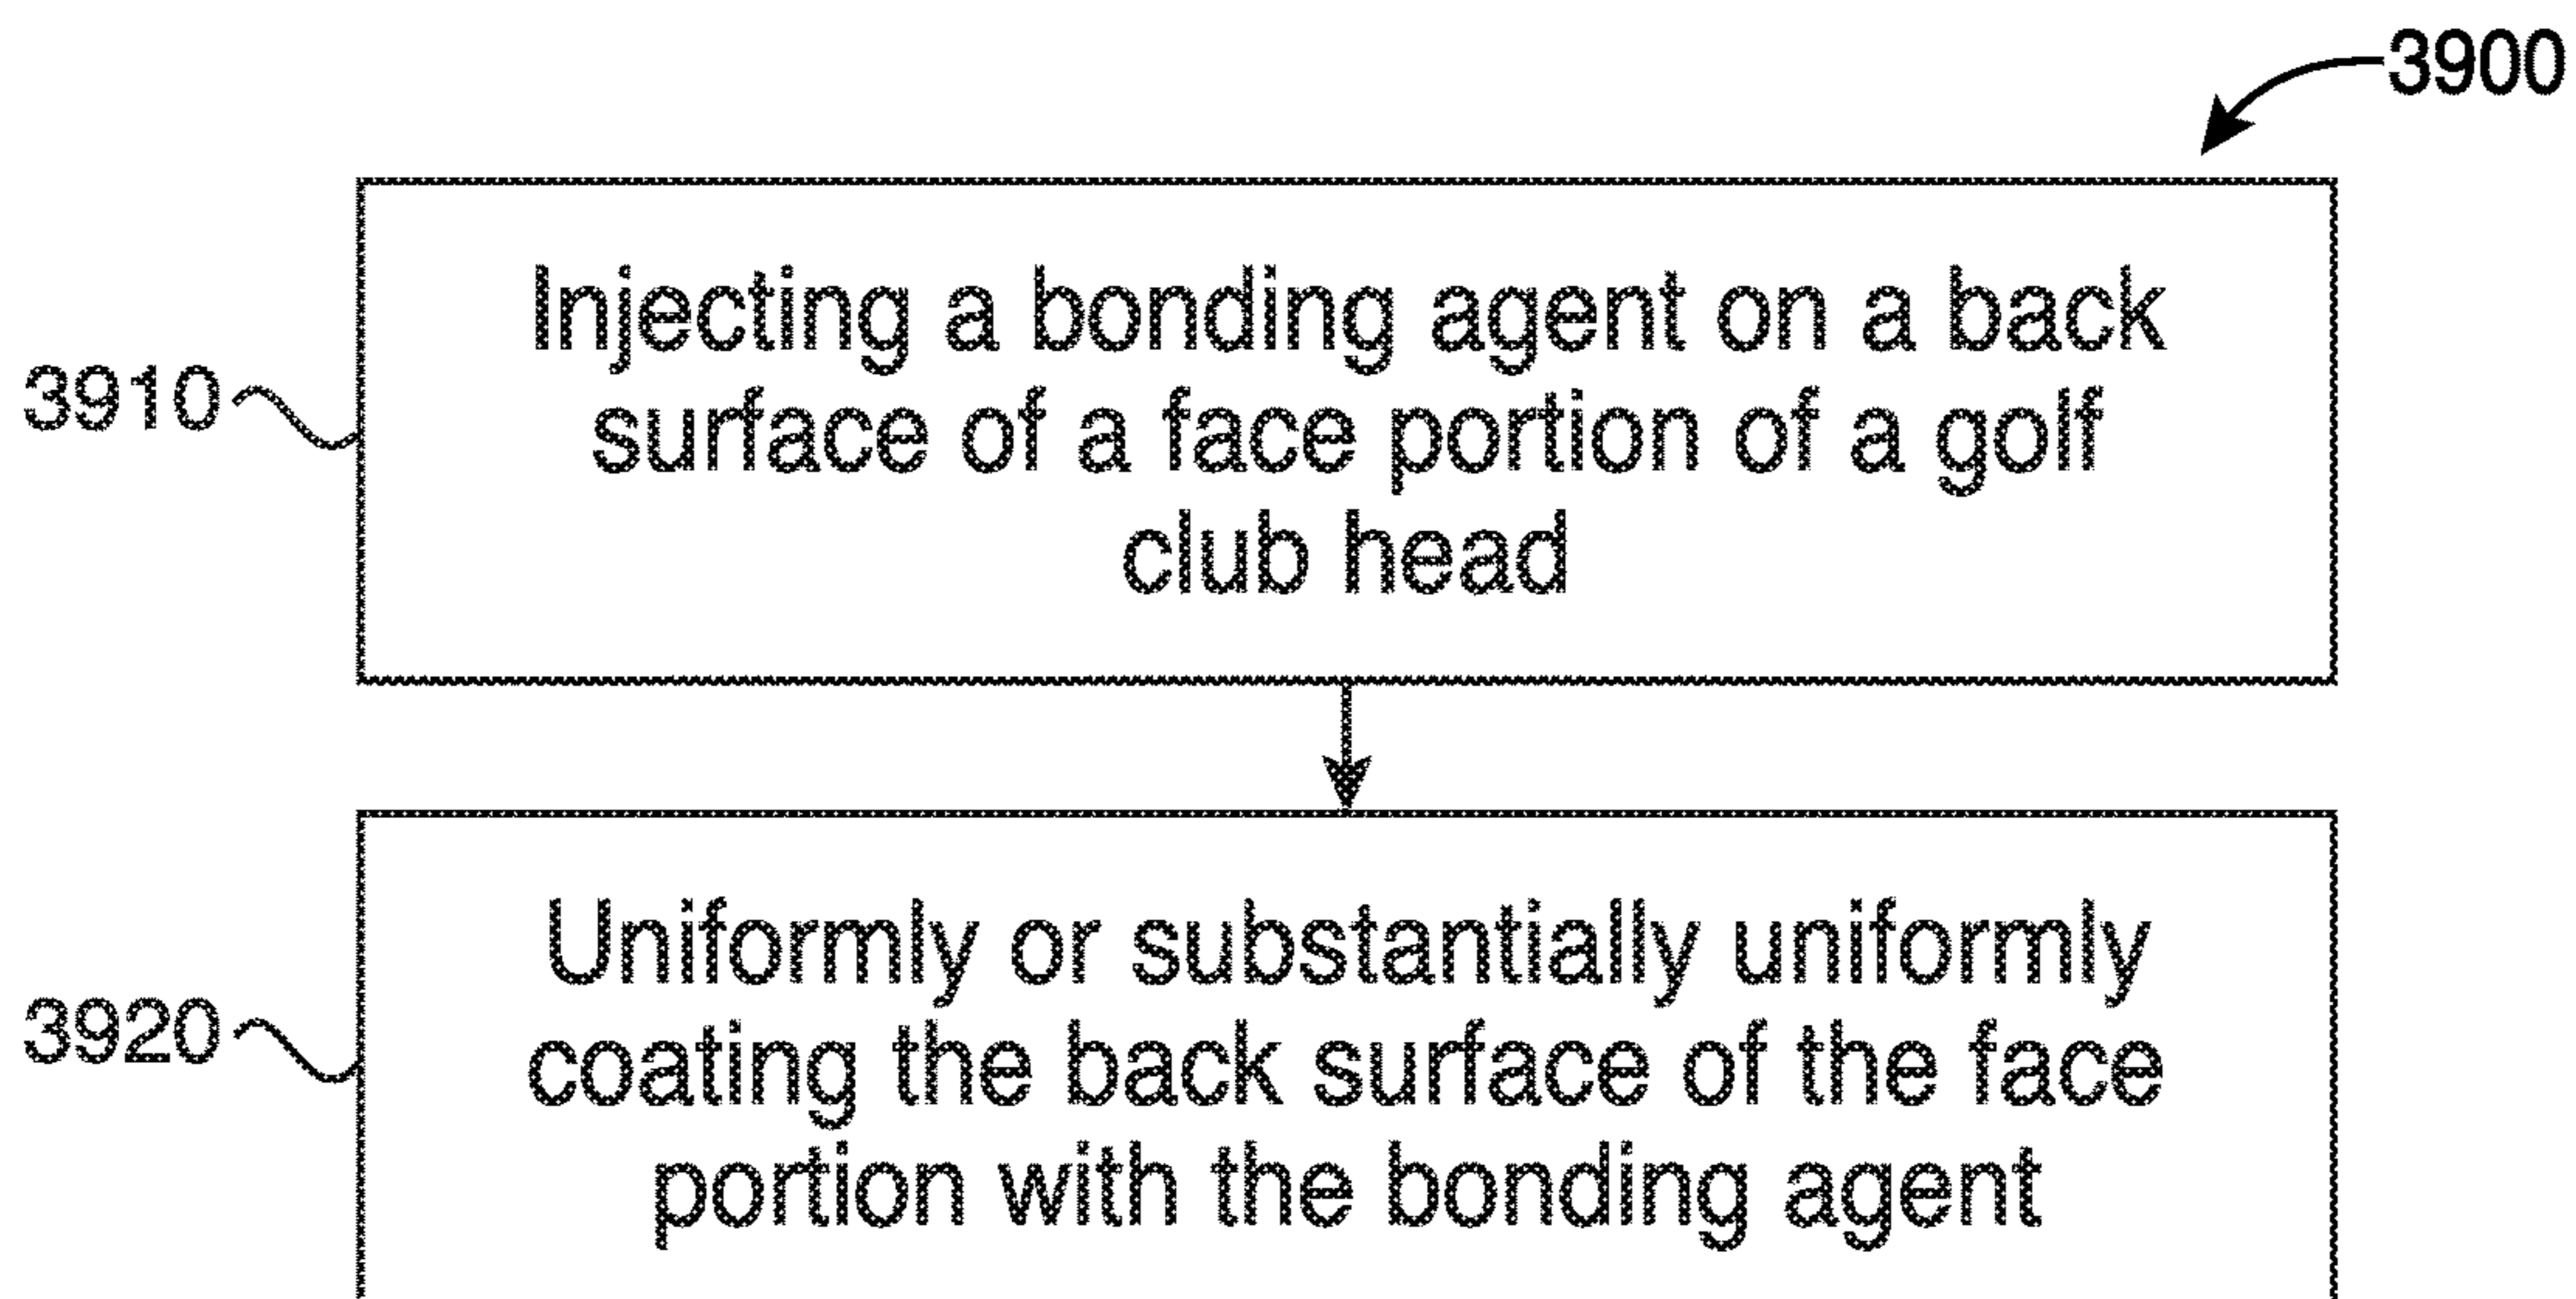 3900
Injecting a bonding agent on a back
3910
surface of a face portion of a golf
club head
Uniformly or substantially uniformly
3920
coating the back surface of the face
portion with the bonding agent